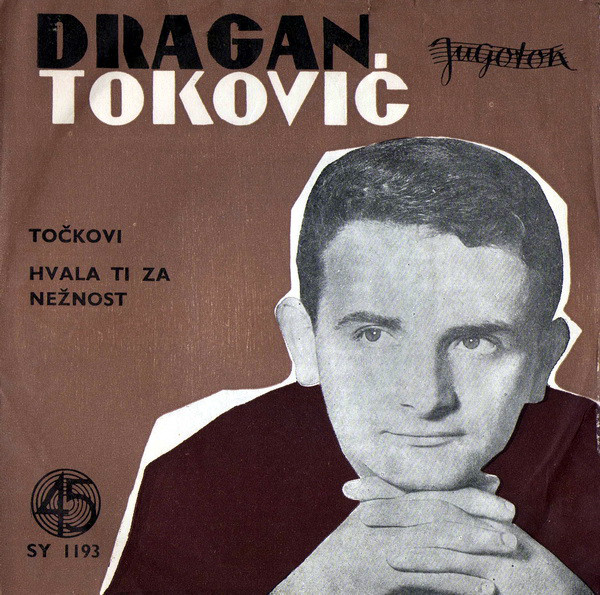 DRAGAN
TOKOVIĆ
Jugoton
TOČKOVI
HVALA TI ZA
NEŽNOST
45
SY 1193